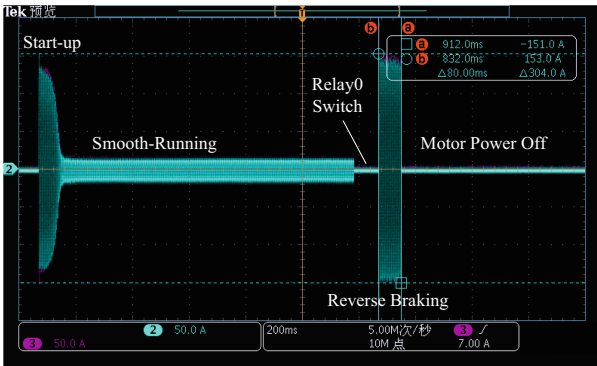 Tek 预览
T
b a
Start-up
a 912.0ms -151.0 A
b 832.0ms 153.0 A
△80.00ms △304.0 A
Relay0
Switch
Smooth-Running
Motor Power Off
2
Reverse Braking
2 50.0 A
3 50.0 A
200ms 5.00M次/秒
10M 点
3 7.00 A